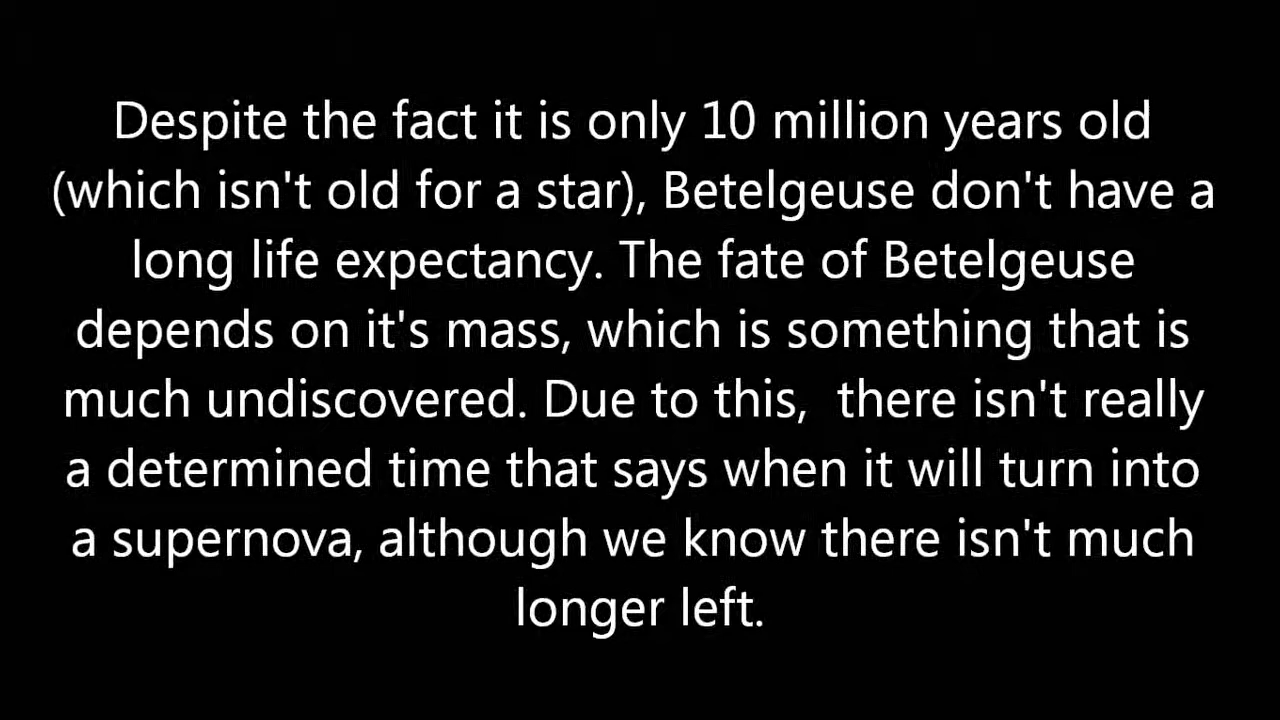 Despite the fact it is only 10 million years old
(which isn't old for a star), Betelgeuse don't have a
long life expectancy. The fate of Betelgeuse
depends on it's mass, which is something that is
much undiscovered. Due to this,  there isn't really
a determined time that says when it will turn into
a supernova, although we know there isn't much
longer left.